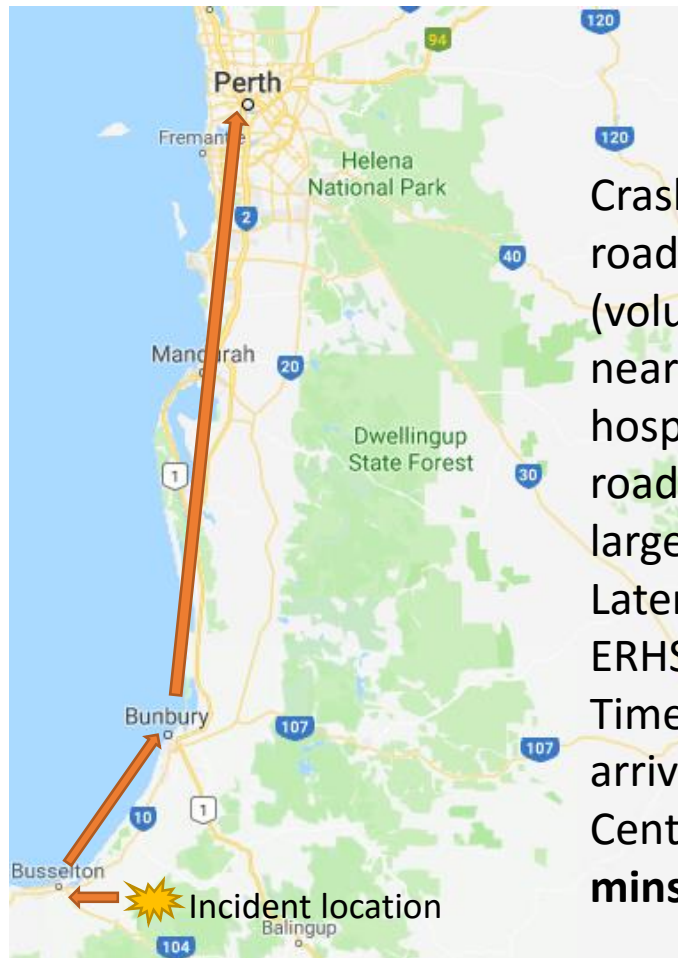 120
94
Perth
Fremantle
120
Helena
National Park
2
40
Mandurah
20
Dwellingup
State Forest
1
30
Bunbury
107
107
10
1
Busselton
Incident location
Balingup
104
Crash
road
(volu
near
hosp
road
large
Later
ERHS
Time
arriv
Cent
mins